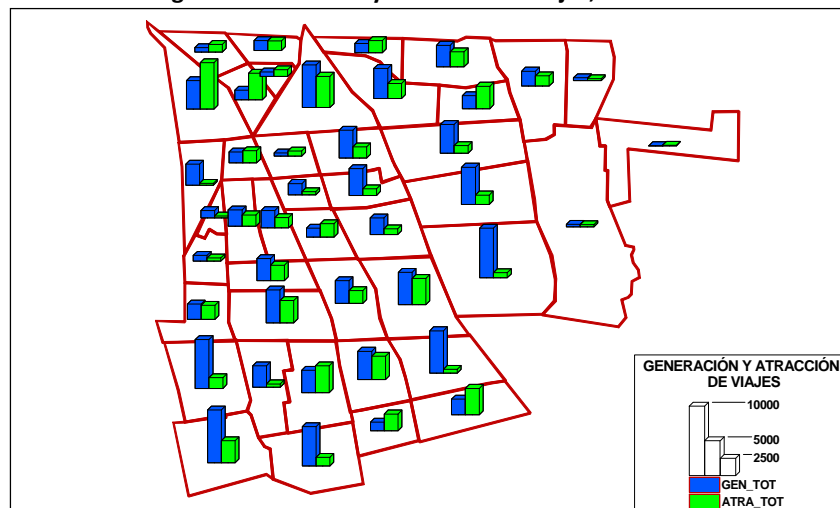 GENERACIÓN Y ATRACCIÓN
DE VIAJES
10000
5000
2500
GEN_TOT
ATRA_TOT